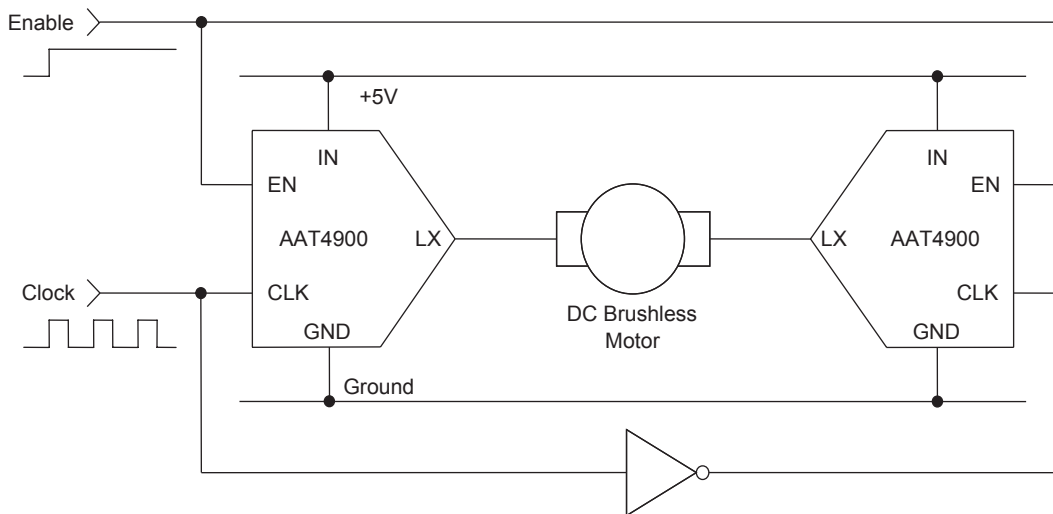 Enable
+5V
IN
IN
EN
EN
AAT4900
LX
LX
AAT4900
Clock
CLK
CLK
DC Brushless
Motor
GND
GND
Ground